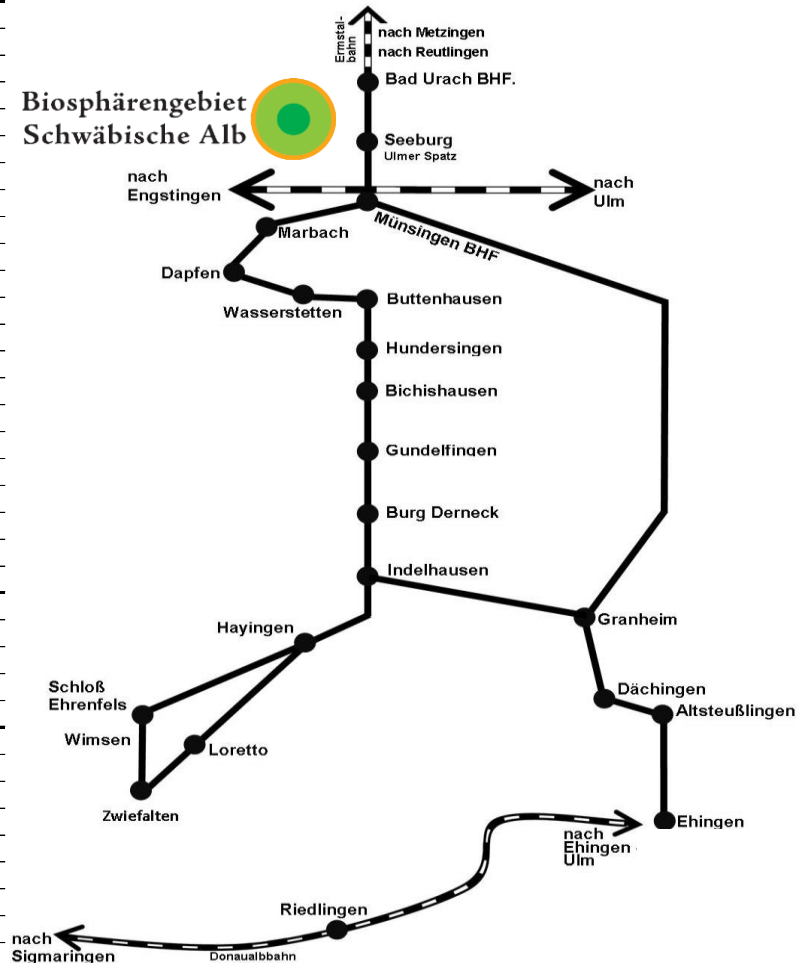 Ermstal-
bahn
nach Metzingen
nach Reutlingen
Bad Urach BHF.
Biosphärengebiet
Schwäbische Alb
Seeburg
Ulmer Spatz
nach
Engstingen
nach
Ulm
Münsingen BHF
Marbach
Dapfen
Wasserstetten
Buttenhausen
Hundersingen
Bichishausen
Gundelfingen
Burg Derneck
Indelhausen
Granheim
Hayingen
Schloß
Ehrenfels
Dächingen
Altsteußlingen
Wimsen
Loretto
Zwiefalten
Ehingen
nach
Ehingen
Ulm
Riedlingen
nach
Sigmaringen
Donaualbbahn